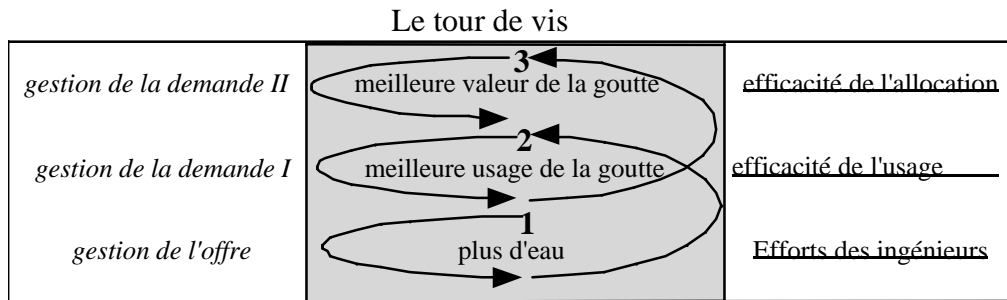 Le tour de vis
3
gestion de la demande II meilleure valeur de la goutte efficacité de l'allocation
2
gestion de la demande I meilleure usage de la goutte efficacité de l'usage
1
gestion de l'offre plus d'eau Efforts des ingénieurs